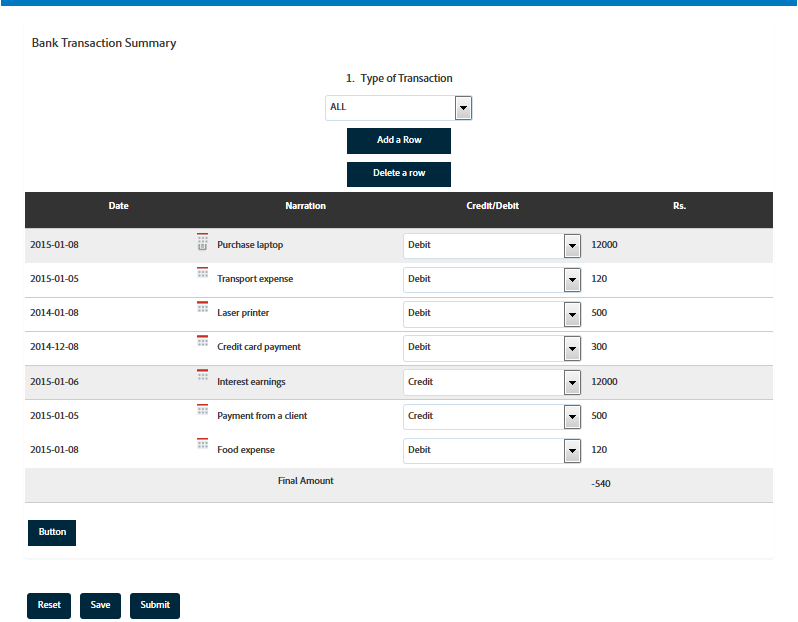 Bank Transaction Summary
1. Type of Transaction
ALL
Add a Row
Delete a row
Date Narration Credit/Debit Rs.
2015-01-08 Purchase laptop Debit 12000
2015-01-05 Transport expense Debit 120
2014-01-08 Laser printer Debit 500
2014-12-08 Credit card payment Debit 300
2015-01-06 Interest earnings Credit 12000
2015-01-05 Payment from a client Credit 500
2015-01-08 Food expense Debit 120
Final Amount -540
Button
Reset Save Submit